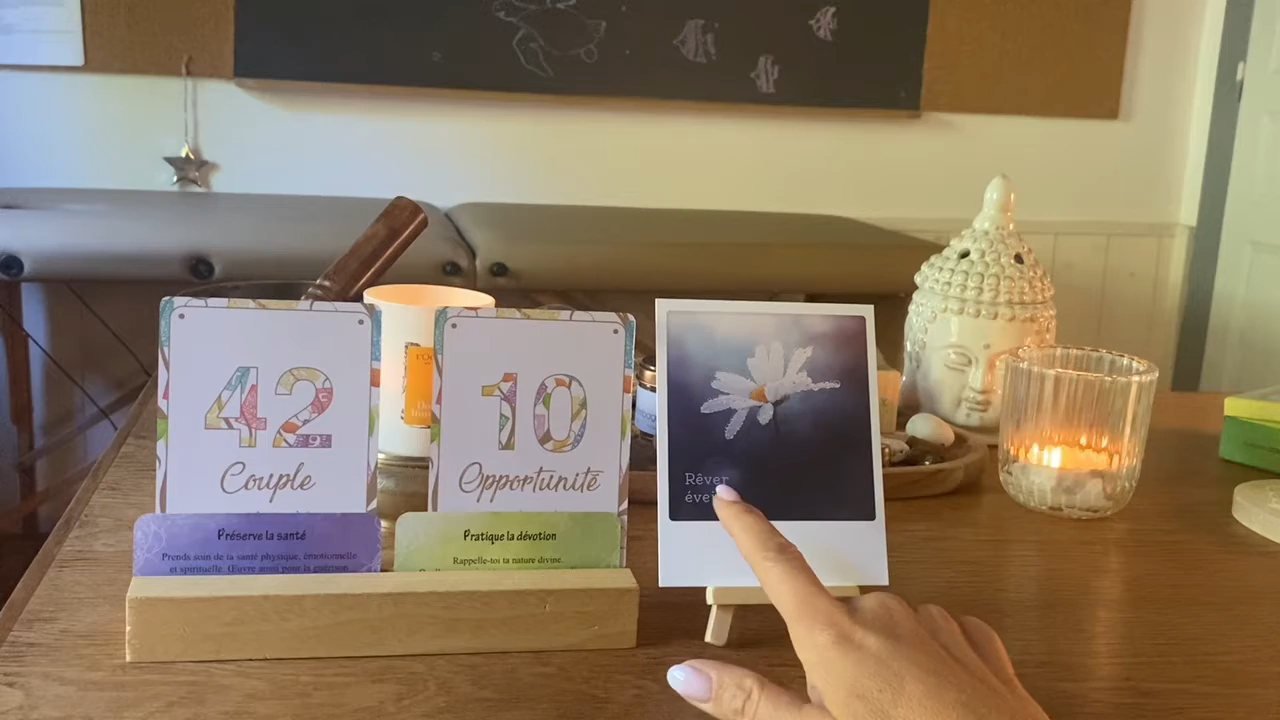 42
9
Couple
Préserve la santé
Prends soin de ta santé physique, émotionnelle
et spirituelle. Œuvre aussi pour la guérison
10
Opportunité
Pratique la dévotion
Rappelle-toi ta nature divine.
Rêver